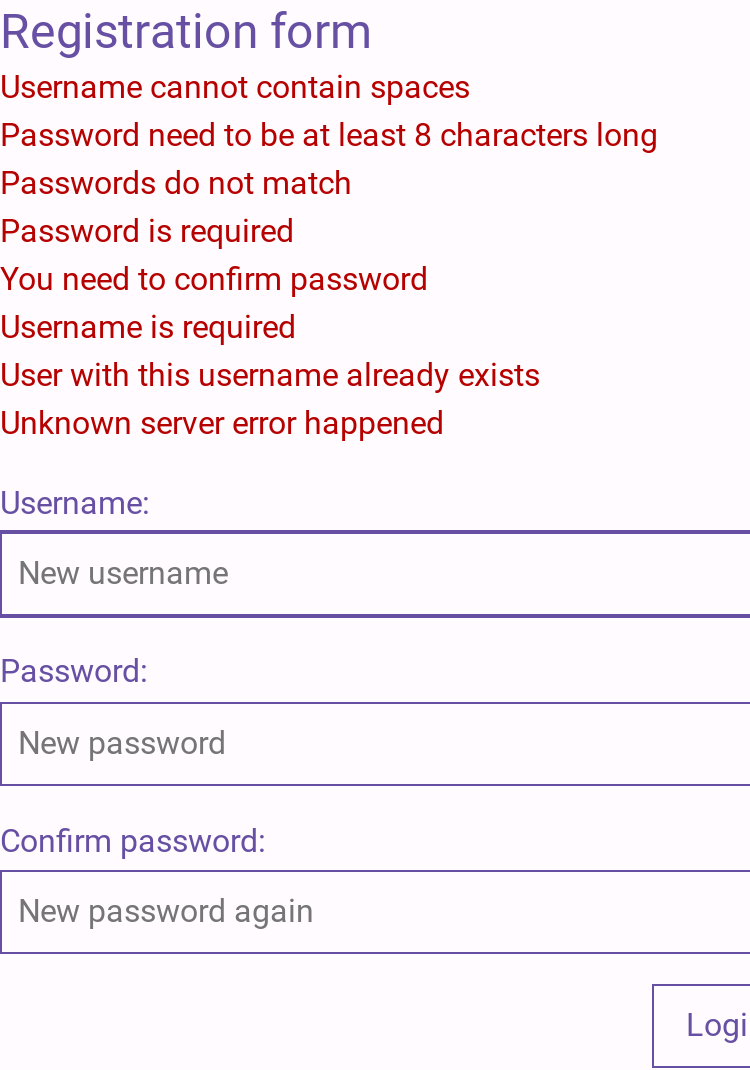 Registration form
Username cannot contain spaces
Password need to be at least 8 characters long
Passwords do not match
Password is required
You need to confirm password
Username is required
User with this username already exists
Unknown server error happened
Username:
New username
Password:
New password
Confirm password:
New password again
Logi